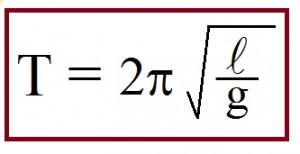 T = 2π √(ℓ/g)